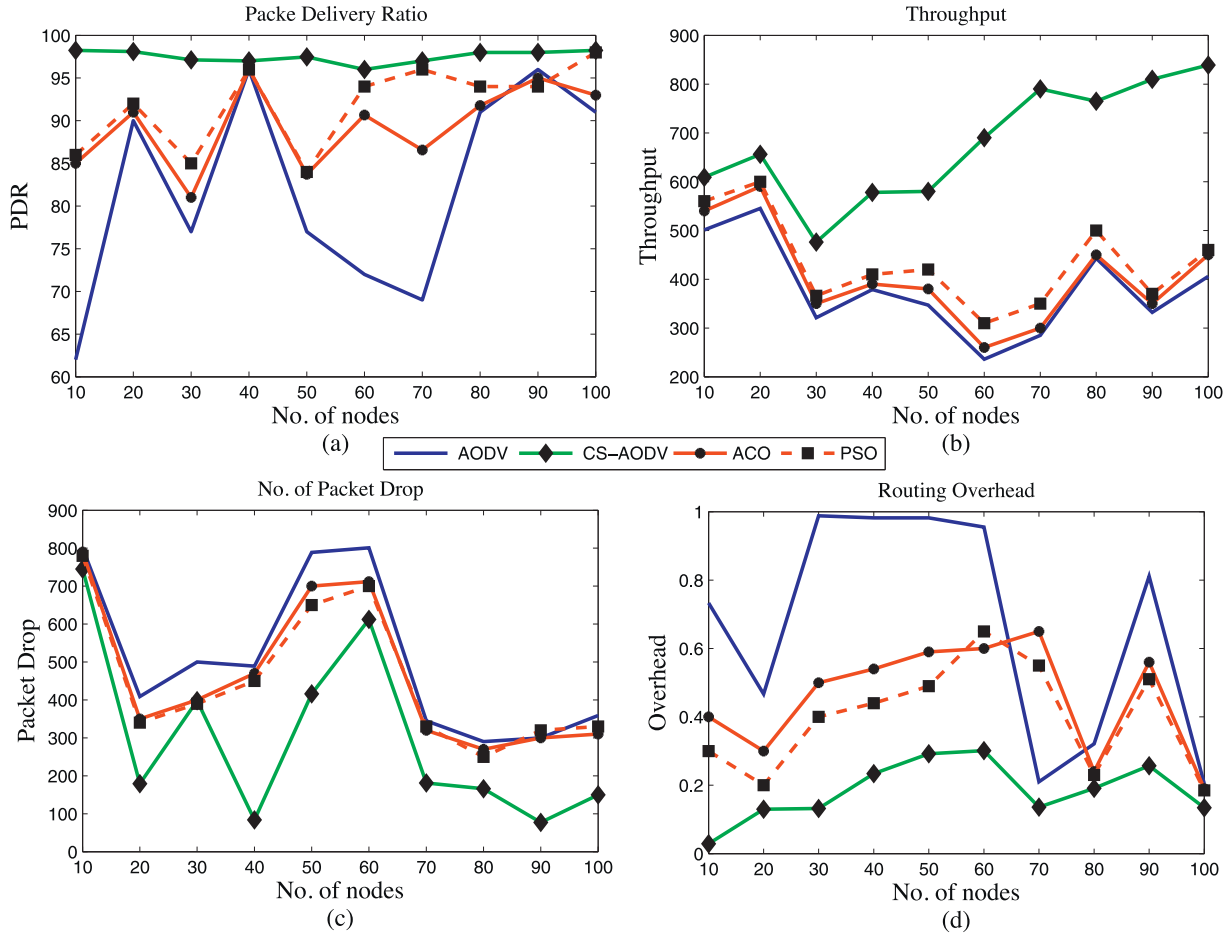 Packe Delivery Ratio
100
95
90
85
80
75
70
65
60
PDR
10 20 30 40 50 60 70 80 90 100
No. of nodes
(a)
Throughput
900
800
700
600
500
400
300
200
Throughput
10 20 30 40 50 60 70 80 90 100
No. of nodes
(b)
AODV CS-AODV ACO PSO
No. of Packet Drop
900
800
700
600
500
400
300
200
100
0
Packet Drop
10 20 30 40 50 60 70 80 90 100
No. of nodes
(c)
Routing Overhead
1
0.8
0.6
0.4
0.2
0
Overhead
10 20 30 40 50 60 70 80 90 100
No. of nodes
(d)